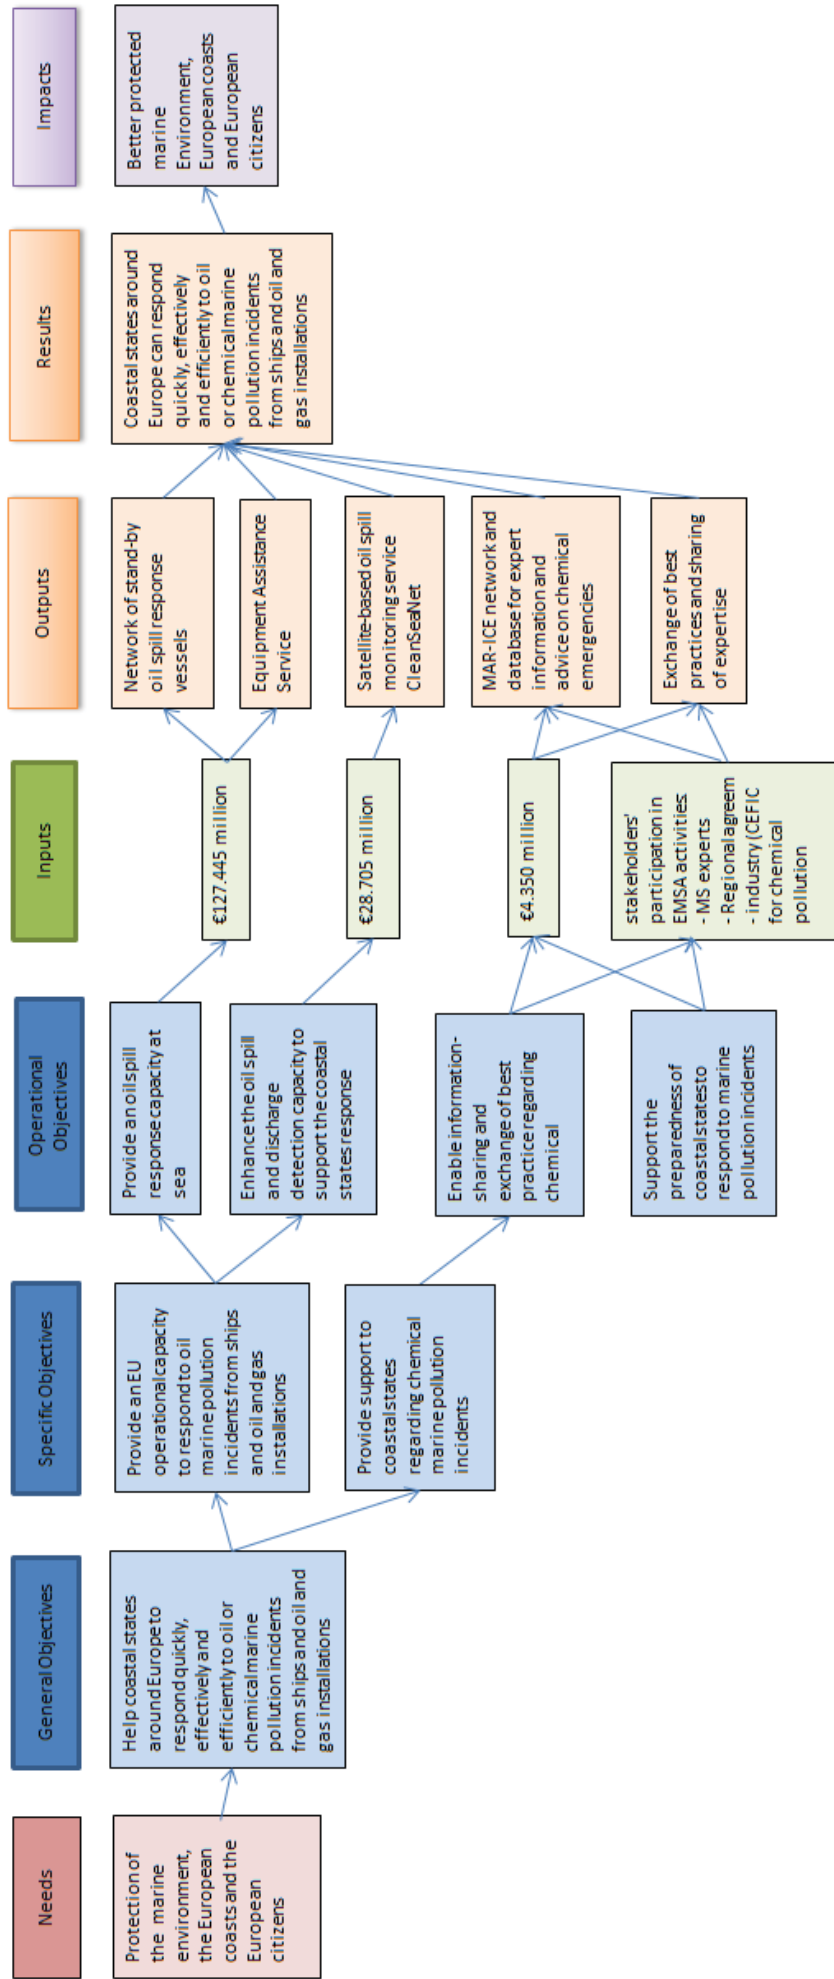 Needs
General Objectives
Specific Objectives
Operational
Objectives
Inputs
Outputs
Results
Impacts
Protection of
the marine
environment,
the European
coasts and the
European
citizens
Help coastal states
around Europe to
respond quickly,
effectively and
efficiently to oil or
chemical marine
pollution incidents
from ships and oil and
gas installations
Provide an EU
operational capacity
to respond to oil
marine pollution
incidents from ships
and oil and gas
installations
Provide support to
coastal states
regarding chemical
marine pollution
incidents
Provide an oil spill
response capacity at
sea
Enhance the oil spill
and discharge
detection capacity to
support the coastal
states response
Enable information-
sharing and
exchange of best
practice regarding
chemical
Support the
preparedness of
coastal states to
respond to marine
pollution incidents
€127.445 million
€28.705 million
€4.350 million
stakeholders'
participation in
EMSA activities:
- MS experts
- Regional agreem
- industry (CEFIC
for chemical
pollution
Network of stand-by
oil spill response
vessels
Equipment Assistance
Service
Satellite-based oil spill
monitoring service
CleanSeaNet
MAR-ICE network and
database for expert
information and
advice on chemical
emergencies
Exchange of best
practices and sharing
of expertise
Coastal states around
Europe can respond
quickly, effectively
and efficiently to oil
or chemical marine
pollution incidents
from ships and oil and
gas installations
Better protected
marine
Environment,
European coasts
and European
citizens